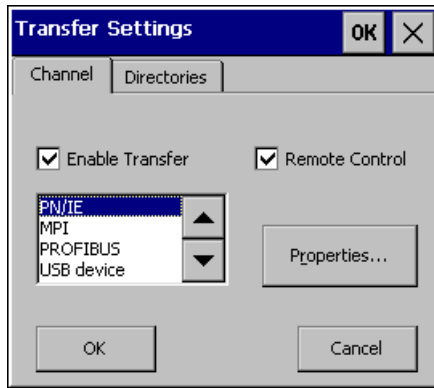 Transfer Settings OK
Channel Directories
Enable Transfer Remote Control
PN/IE
MPI
PROFIBUS
USB device
Properties...
OK Cancel